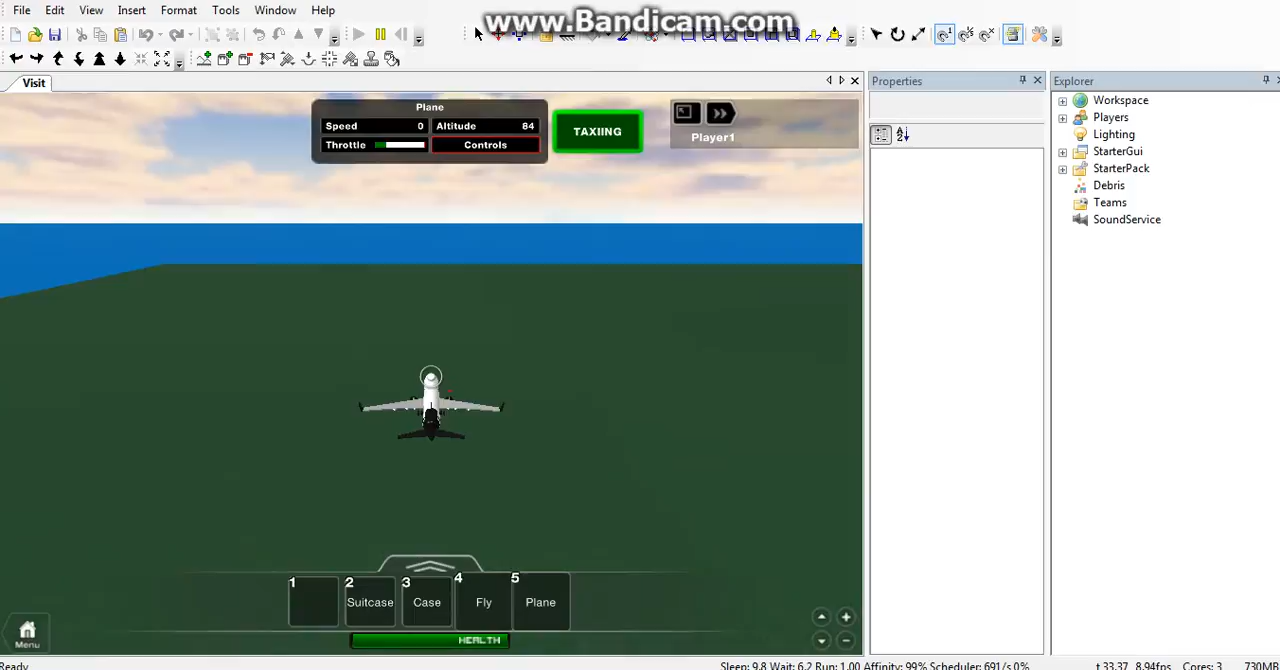 www.Bandicam.com
File Edit View Insert Format Tools Window Help
Visit
Properties
Explorer
Plane
Speed 0 Altitude 84
Throttle Controls
TAXIING
Player1
Workspace
Players
Lighting
StarterGui
StarterPack
Debris
Teams
SoundService
1 2 3 4 5
Suitcase Case Fly Plane
HEALTH
Menu
Ready
Sleep: 9.8 Wait: 6.2 Run: 1.00 Affinity: 99% Scheduler: 691/s 0% t 33.37 8.94fps Cores: 3 730MB